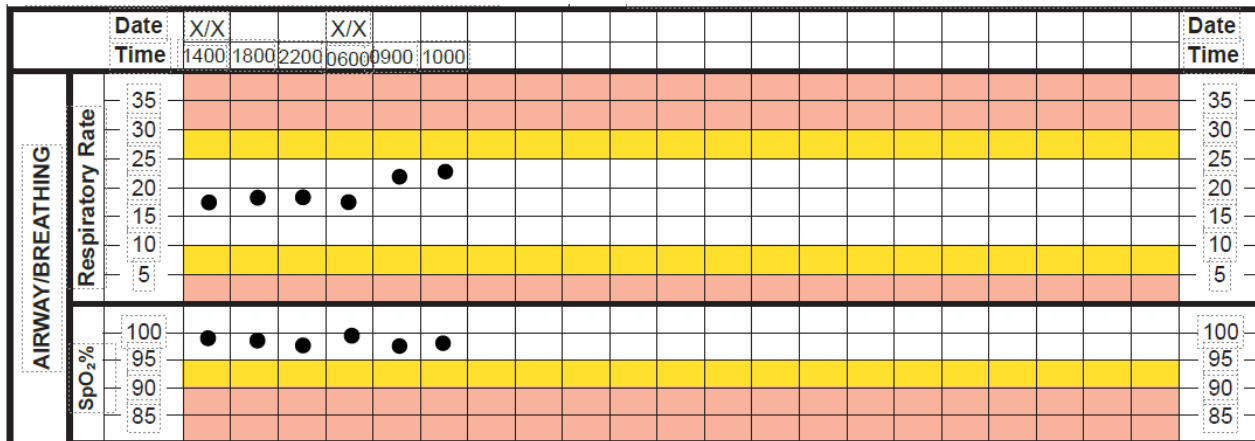 Date X/X X/X Date
Time 1400 1800 2200 0600 0900 1000 Time
AIRWAY/BREATHING
Respiratory Rate
35 35
30 30
25 25
20 20
15 15
10 10
5 5
SpO₂%
100 100
95 95
90 90
85 85